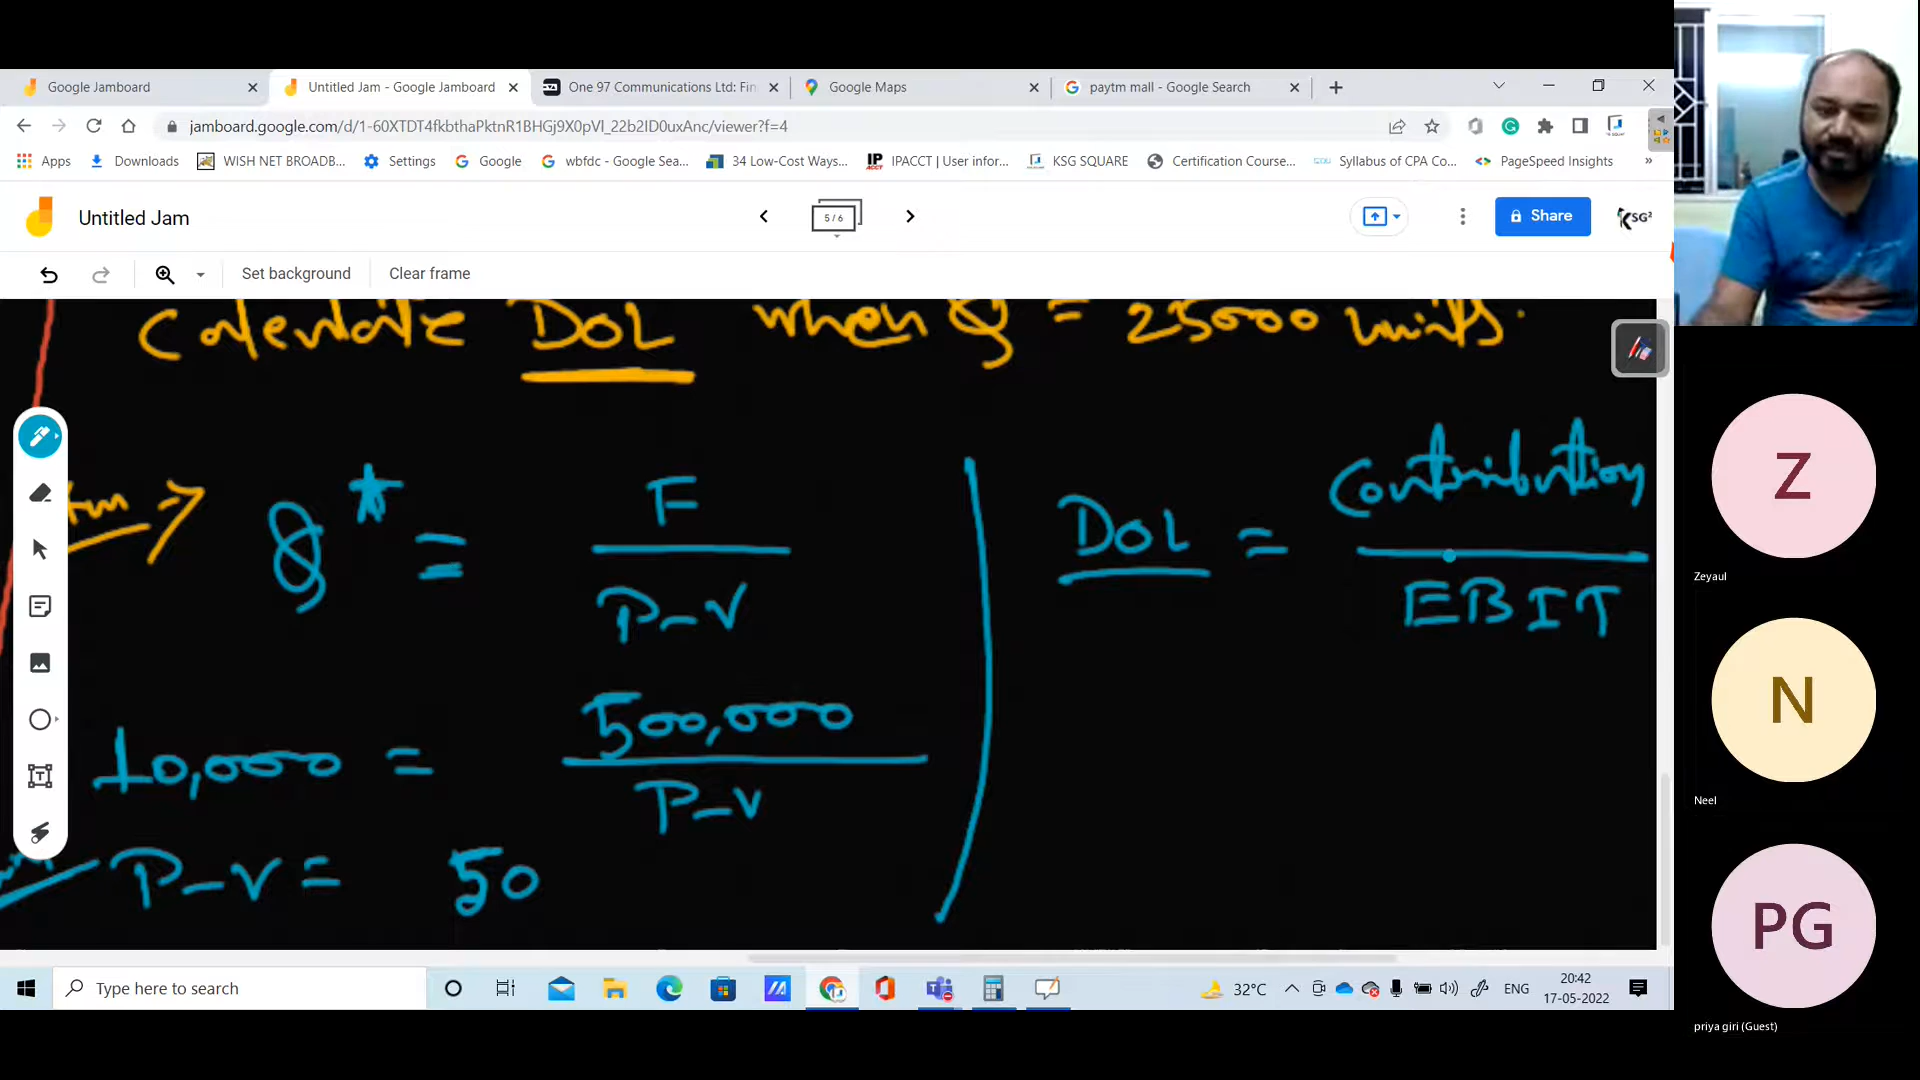 Google Jamboard
Untitled Jam - Google Jamboard
One 97 Communications Ltd: Fin
Google Maps
paytm mall - Google Search
jamboard.google.com/d/1-60XTDT4fkbthaPktnR1BHGj9X0pVl_22b2ID0uxAnc/viewer?f=4
Apps
Downloads
WISH NET BROADB...
Settings
Google
wbfdc - Google Sea...
34 Low-Cost Ways...
IP ACCT
IPACCT | User infor...
KSG SQUARE
Certification Course...
Syllabus of CPA Co...
PageSpeed Insights
»
Untitled Jam
5 / 6
Share
KSG²
Set background
Clear frame
Calculate DOL when Q = 25000 units.
Q* = F
P-V
10,000 = 500,000
P-V
P-V = 50
DOL = Contribution
EBIT
Z
Zeyaul
N
Neel
PG
priya giri (Guest)
Type here to search
32°C
ENG
20:42
17-05-2022